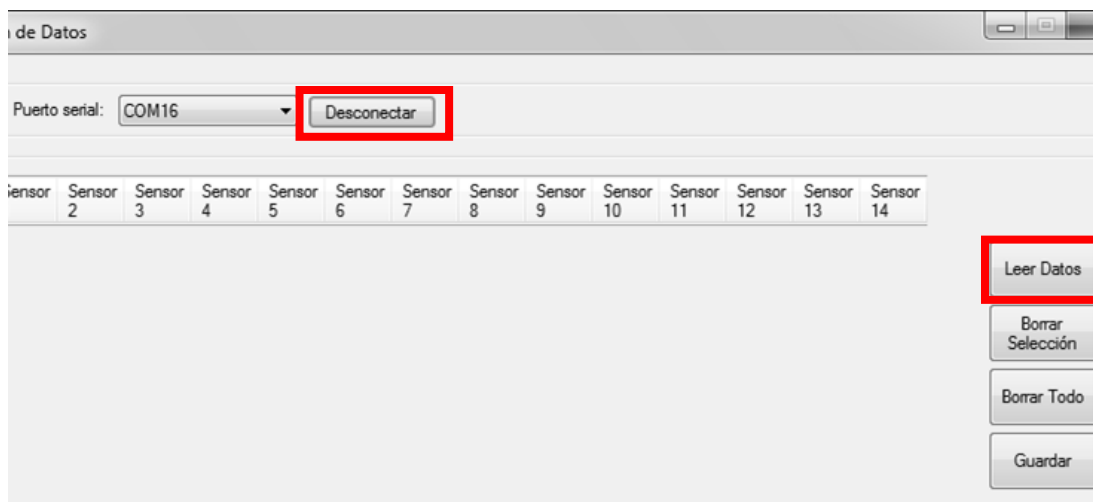 de Datos
Puerto serial: COM16 Desconectar
Sensor Sensor Sensor Sensor Sensor Sensor Sensor Sensor Sensor Sensor Sensor Sensor Sensor Sensor
2 3 4 5 6 7 8 9 10 11 12 13 14
Leer Datos
Borrar
Selección
Borrar Todo
Guardar